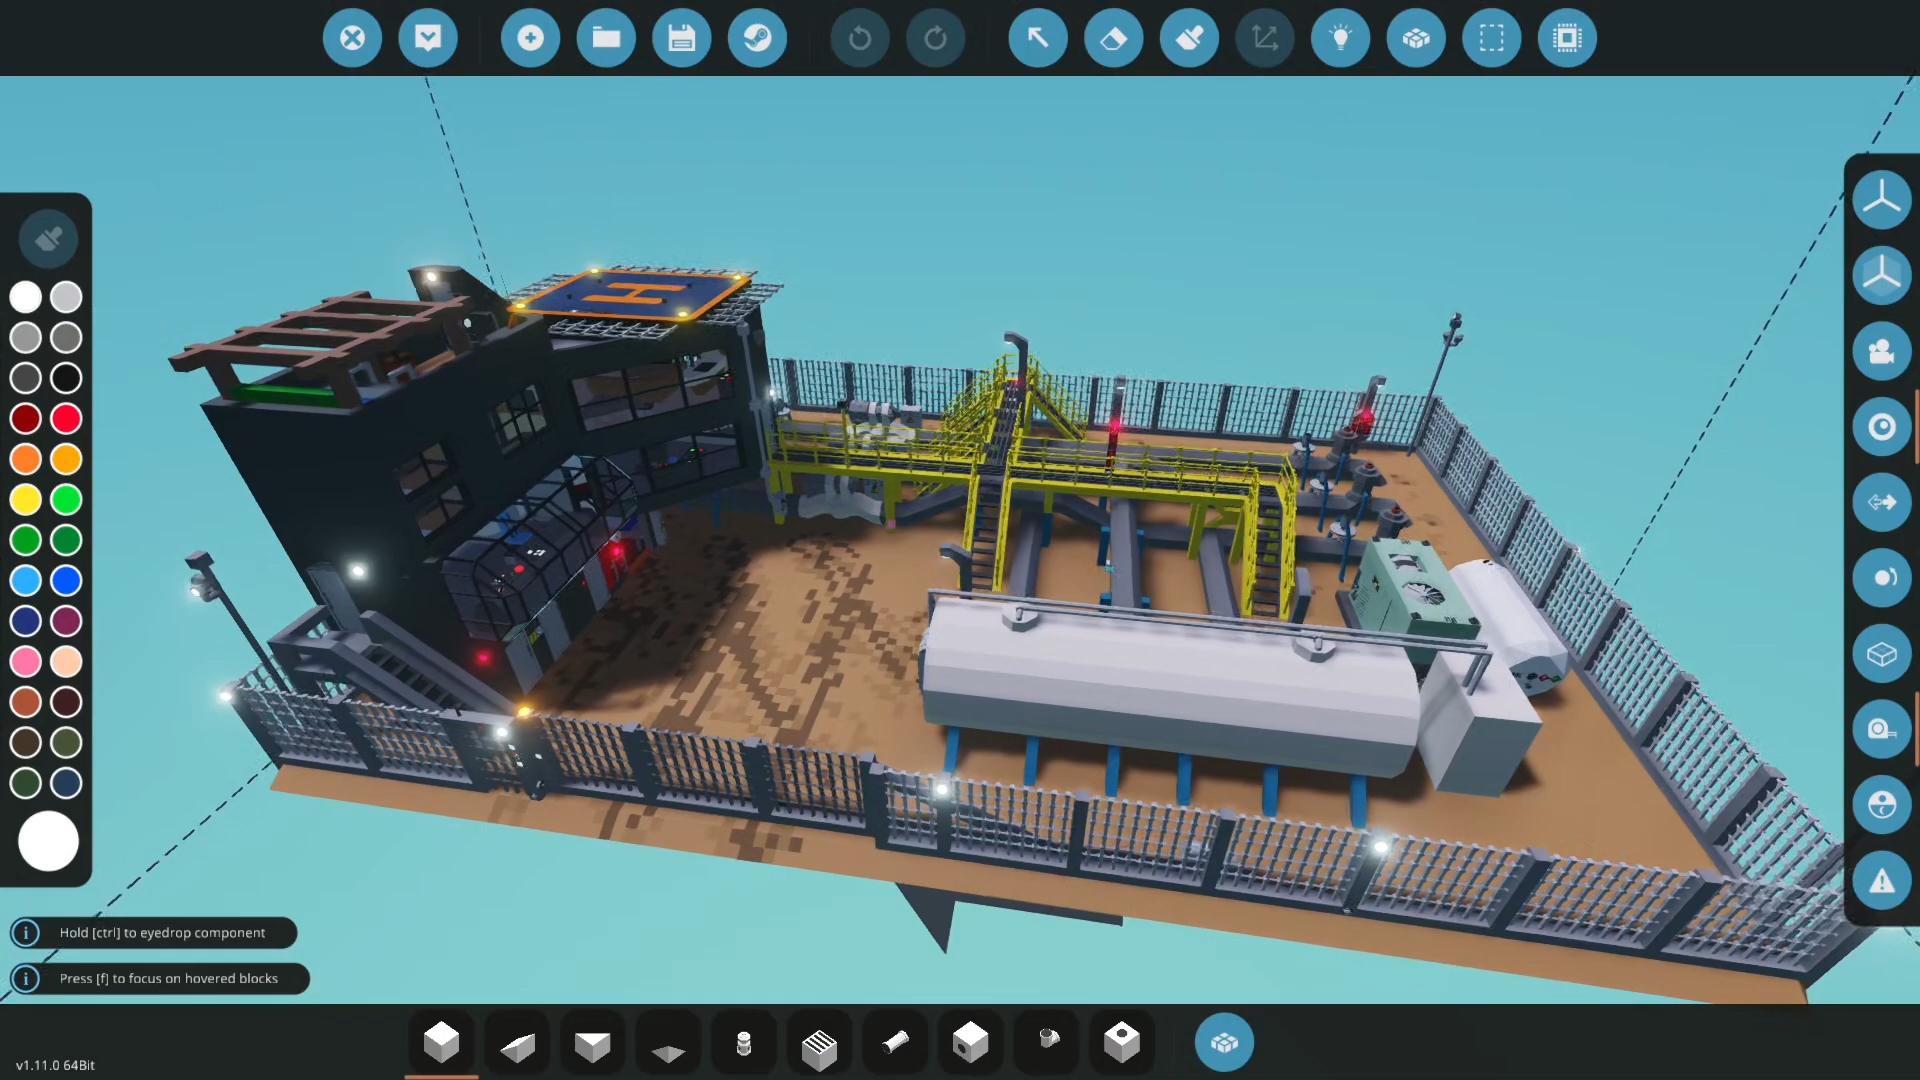 H
Hold [ctrl] to eyedrop component
Press [f] to focus on hovered blocks
v1.11.0 64Bit